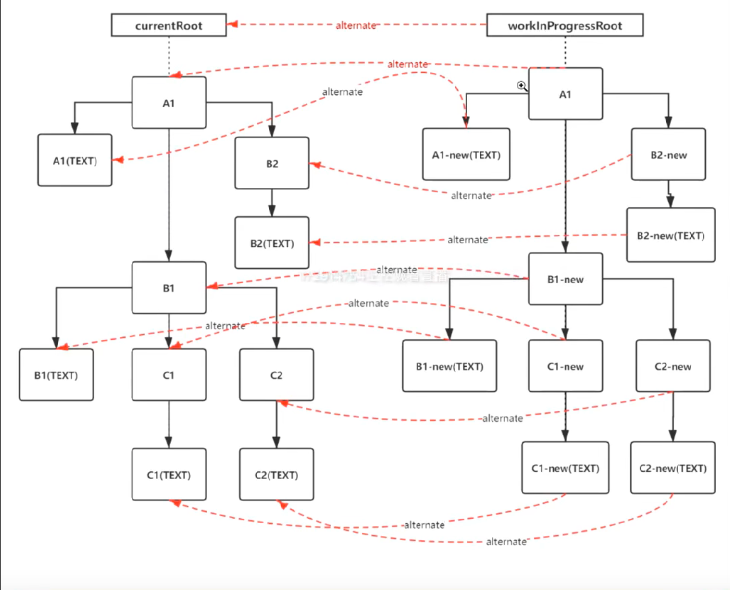 currentRoot
alternate
workInProgressRoot
alternate
A1
alternate
A1
A1(TEXT)
B2
A1-new(TEXT)
B2-new
alternate
B2(TEXT)
alternate
B2-new(TEXT)
alternate
B1
B1-new
alternate
alternate
B1(TEXT)
C1
C2
B1-new(TEXT)
C1-new
C2-new
alternate
C1(TEXT)
C2(TEXT)
C1-new(TEXT)
C2-new(TEXT)
alternate
alternate